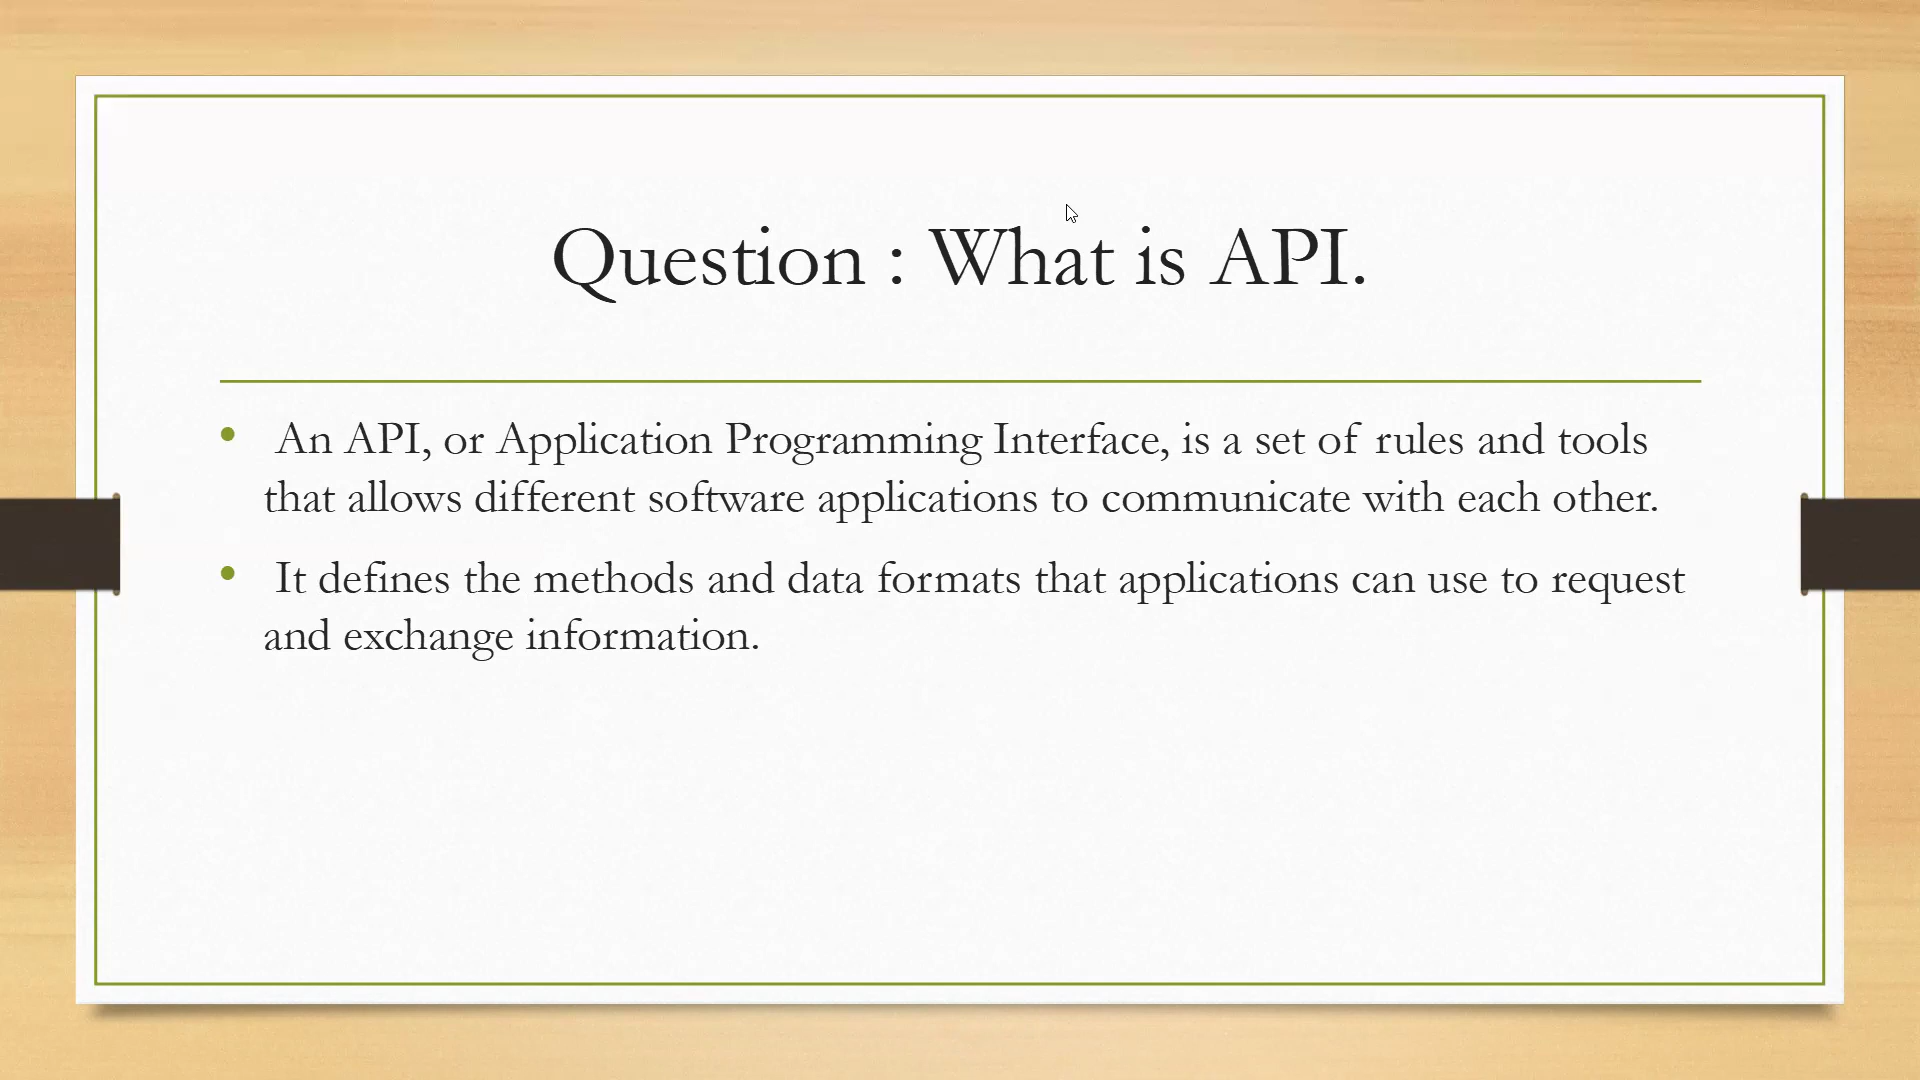 Question : What is API.
• An API, or Application Programming Interface, is a set of rules and tools
that allows different software applications to communicate with each other.
• It defines the methods and data formats that applications can use to request
and exchange information.